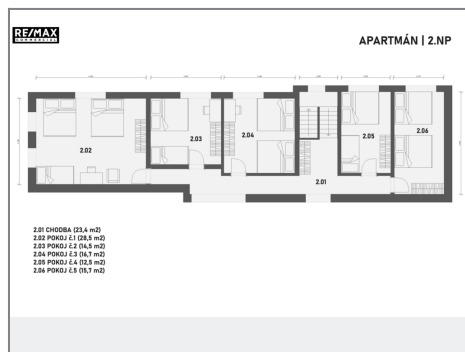 RE/MAX
COMMERCIAL
APARTMÁN | 2.NP
2.02
2.03
2.04
2.01
2.05
2.06
2.01 CHODBA (23,4 m2)
2.02 POKOJ č.1 (28,5 m2)
2.03 POKOJ č.2 (14,5 m2)
2.04 POKOJ č.3 (16,7 m2)
2.05 POKOJ č.4 (12,5 m2)
2.06 POKOJ č.5 (15,7 m2)